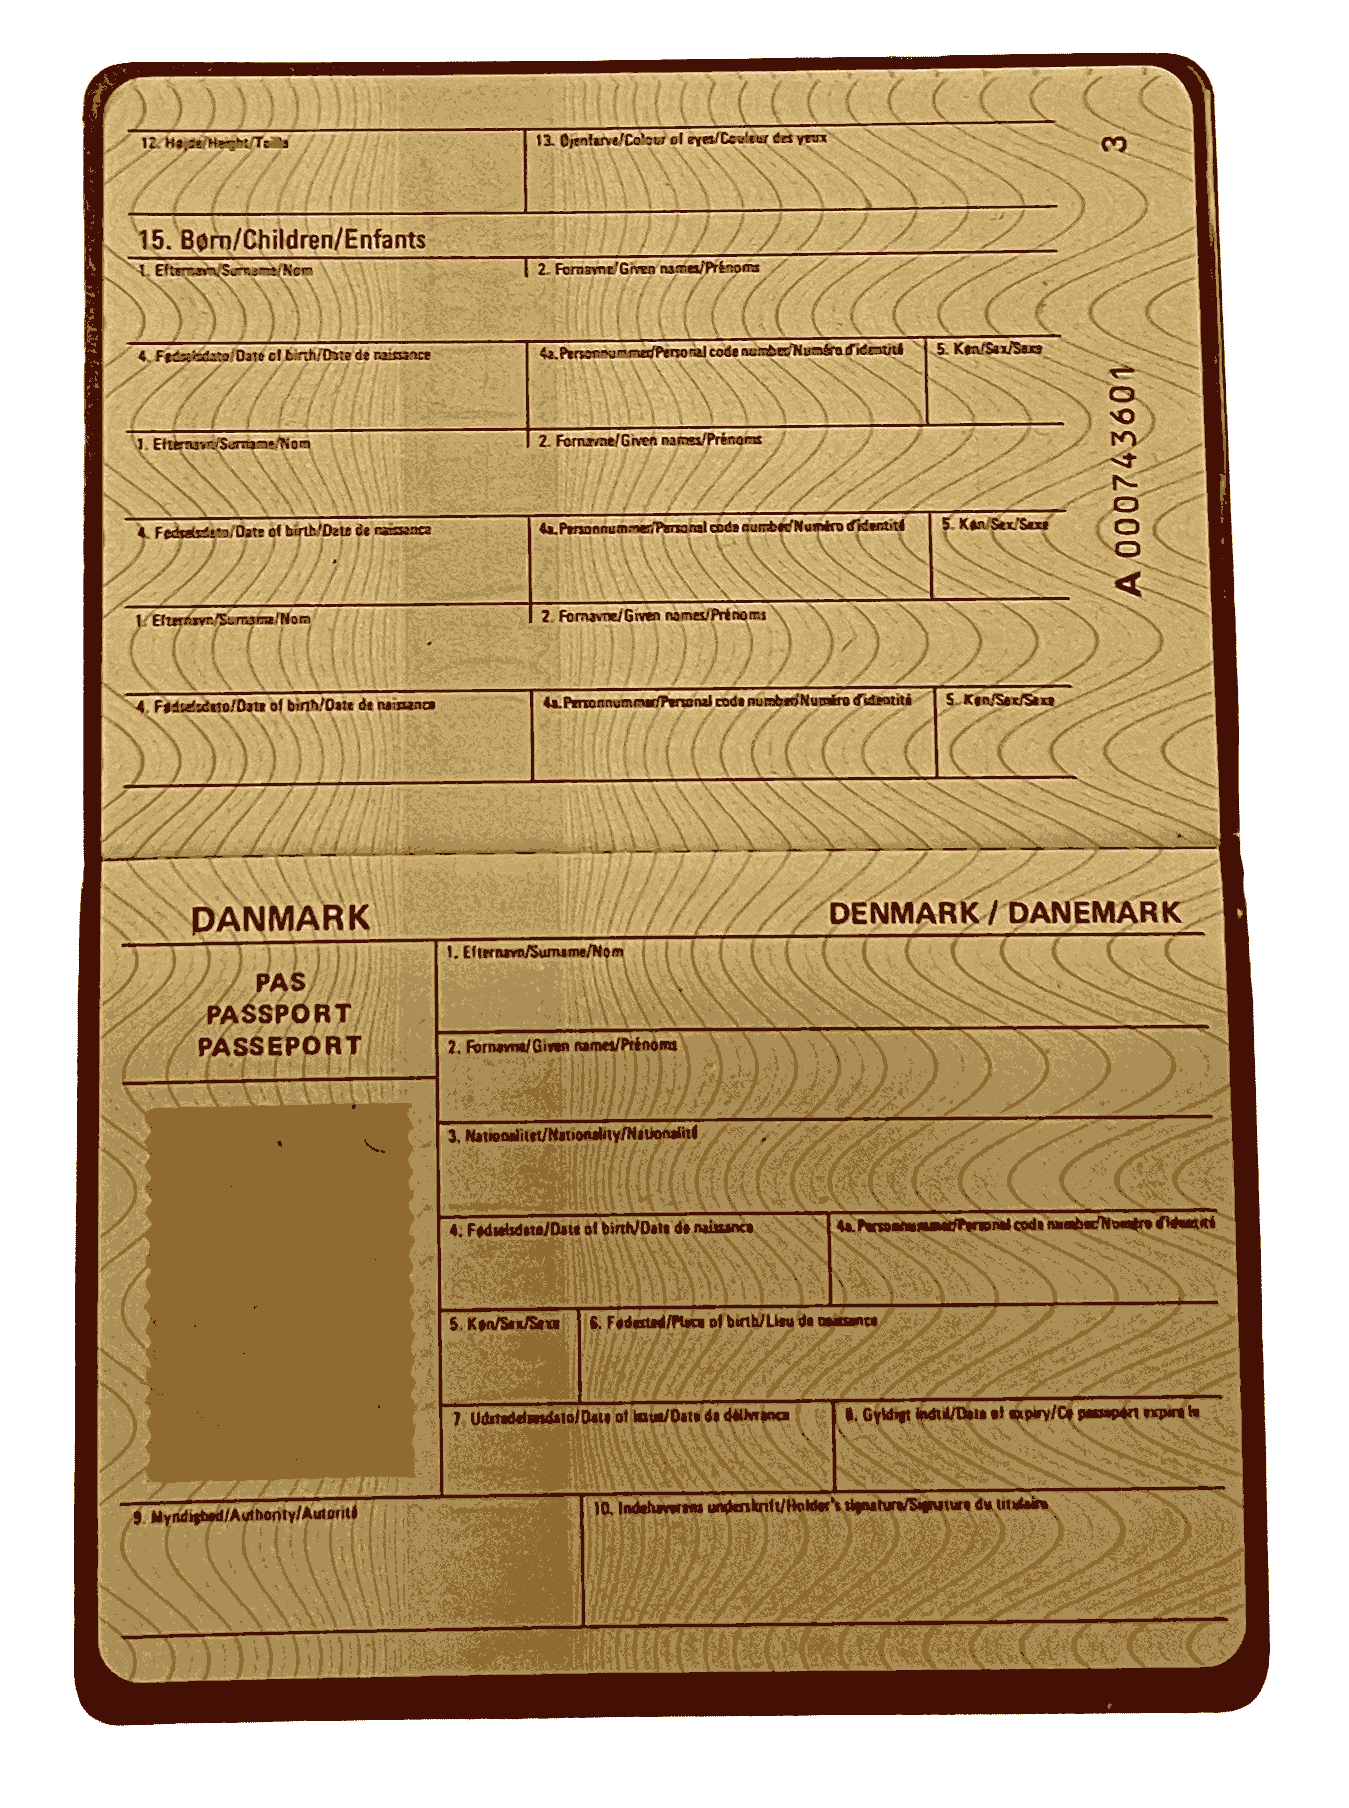 12. Højde/Height/Taille
13. Øjenfarve/Colour of eyes/Couleur des yeux
3
15. Børn/Children/Enfants
1. Efternavn/Surname/Nom
2. Fornavne/Given names/Prénoms
4. Fødselsdato/Date of birth/Date de naissance
4a. Personnummer/Personal code number/Numéro d'identité
5. Køn/Sex/Sexe
1. Efternavn/Surname/Nom
2. Fornavne/Given names/Prénoms
4. Fødselsdato/Date of birth/Date de naissance
4a. Personnummer/Personal code number/Numéro d'identité
5. Køn/Sex/Sexe
1. Efternavn/Surname/Nom
2. Fornavne/Given names/Prénoms
4. Fødselsdato/Date of birth/Date de naissance
4a. Personnummer/Personal code number/Numéro d'identité
5. Køn/Sex/Sexe
A 000743601
DANMARK
DENMARK / DANEMARK
PAS
PASSPORT
PASSEPORT
1. Efternavn/Surname/Nom
2. Fornavne/Given names/Prénoms
3. Nationalitet/Nationality/Nationalité
4. Fødselsdato/Date of birth/Date de naissance
4a. Personnummer/Personal code number/Numéro d'identité
5. Køn/Sex/Sexe
6. Fødested/Place of birth/Lieu de naissance
7. Udstedelsesdato/Date of issue/Date de délivrance
8. Gyldigt indtil/Date of expiry/Ce passeport expire le
9. Myndighed/Authority/Autorité
10. Indehaverens underskrift/Holder's signature/Signature du titulaire